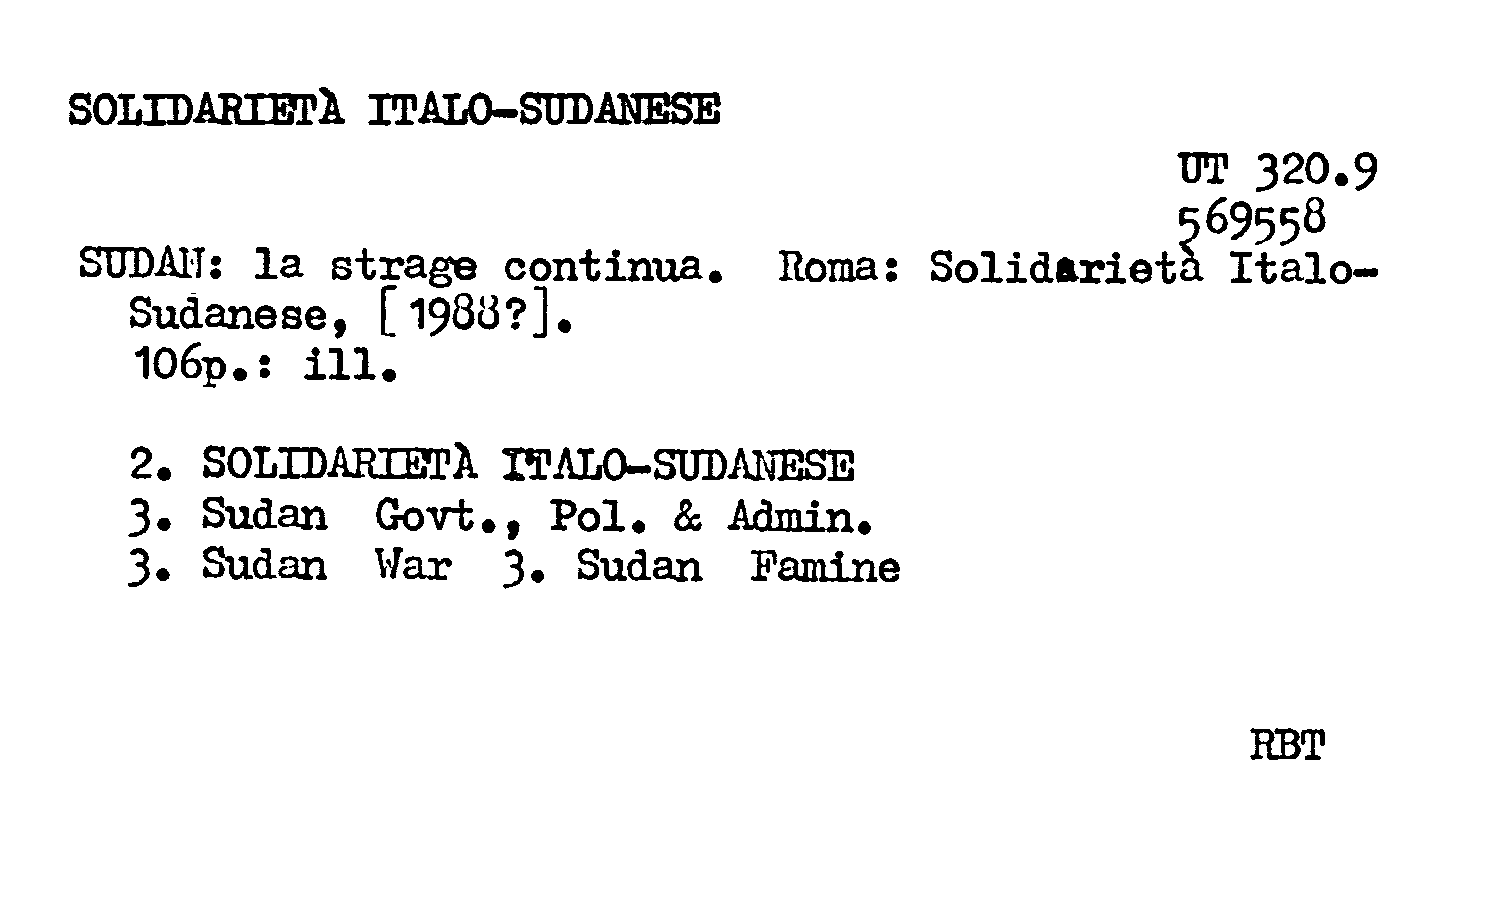 SOLIDARIETÀ ITALO-SUDANESE
UT 320.9
569558
SUDAN: la strage continua. Roma: Solidarietà Italo-
Sudanese, [1988?].
106p.: ill.
2. SOLIDARIETÀ ITALO-SUDANESE
3. Sudan Govt., Pol. & Admin.
3. Sudan War 3. Sudan Famine
RBT